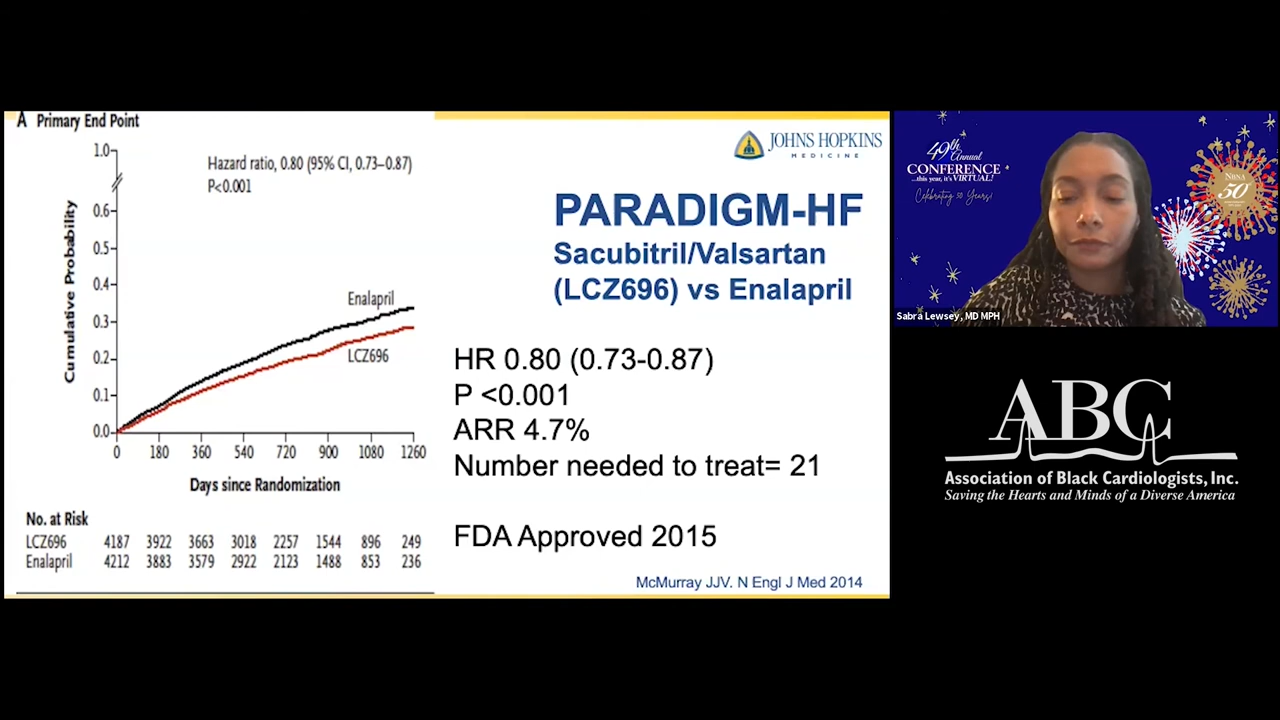 A Primary End Point
1.0
0.6
0.5
0.4
0.3
0.2
0.1
0.0
Cumulative Probability
Hazard ratio, 0.80 (95% CI, 0.73–0.87)
P<0.001
Enalapril
LCZ696
0 180 360 540 720 900 1080 1260
Days since Randomization
No. at Risk
LCZ696 4187 3922 3663 3018 2257 1544 896 249
Enalapril 4212 3883 3579 2922 2123 1488 853 236
JOHNS HOPKINS
MEDICINE
PARADIGM-HF
Sacubitril/Valsartan
(LCZ696) vs Enalapril
HR 0.80 (0.73-0.87)
P <0.001
ARR 4.7%
Number needed to treat= 21
FDA Approved 2015
McMurray JJV. N Engl J Med 2014
49th Annual
CONFERENCE
...this year, it's VIRTUAL!
Celebrating 50 Years!
NBNA
50
Sabra Lewsey, MD MPH
ABC
Association of Black Cardiologists, Inc.
Saving the Hearts and Minds of a Diverse America